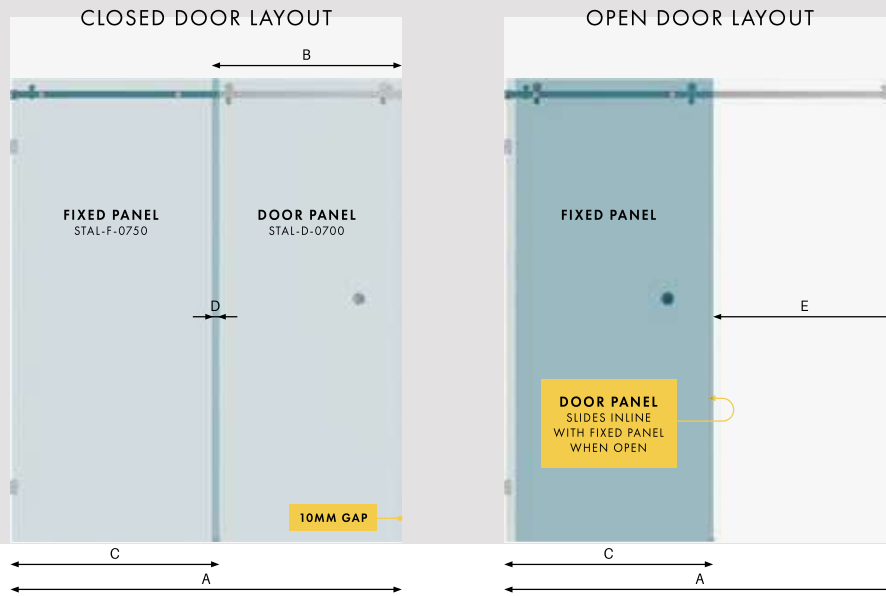 CLOSED DOOR LAYOUT
B
FIXED PANEL
STAL-F-0750
DOOR PANEL
STAL-D-0700
D
10MM GAP
C
A
OPEN DOOR LAYOUT
FIXED PANEL
E
DOOR PANEL
SLIDES INLINE
WITH FIXED PANEL
WHEN OPEN
C
A